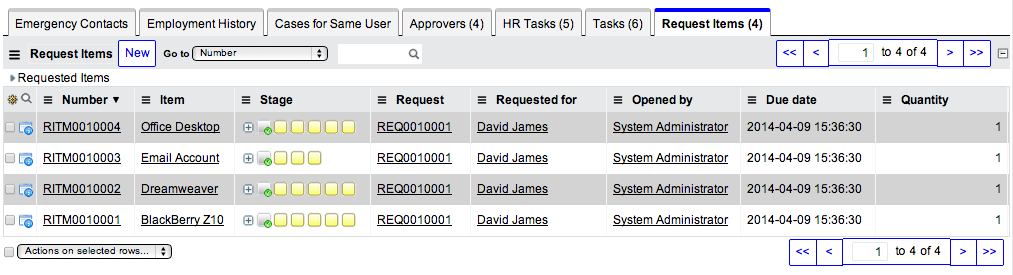 Emergency Contacts Employment History Cases for Same User Approvers (4) HR Tasks (5) Tasks (6) Request Items (4)
Request Items New Go to Number << < 1 to 4 of 4 > >>
Requested Items
Number ▼ Item Stage Request Requested for Opened by Due date Quantity
RITM0010004 Office Desktop REQ0010001 David James System Administrator 2014-04-09 15:36:30 1
RITM0010003 Email Account REQ0010001 David James System Administrator 2014-04-09 15:36:30 1
RITM0010002 Dreamweaver REQ0010001 David James System Administrator 2014-04-09 15:36:30 1
RITM0010001 BlackBerry Z10 REQ0010001 David James System Administrator 2014-04-09 15:36:30 1
Actions on selected rows... << < 1 to 4 of 4 > >>